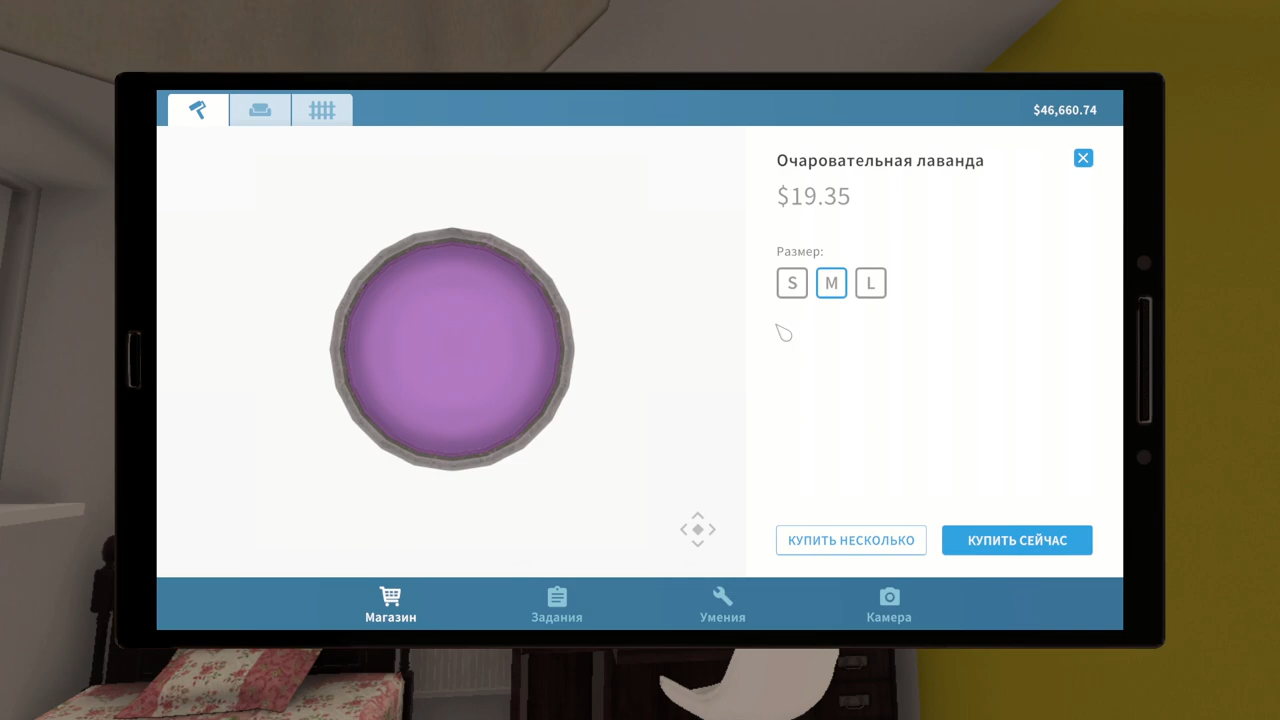 $46,660.74
Очаровательная лаванда
$19.35
Размер:
S M L
КУПИТЬ НЕСКОЛЬКО КУПИТЬ СЕЙЧАС
Магазин Задания Умения Камера